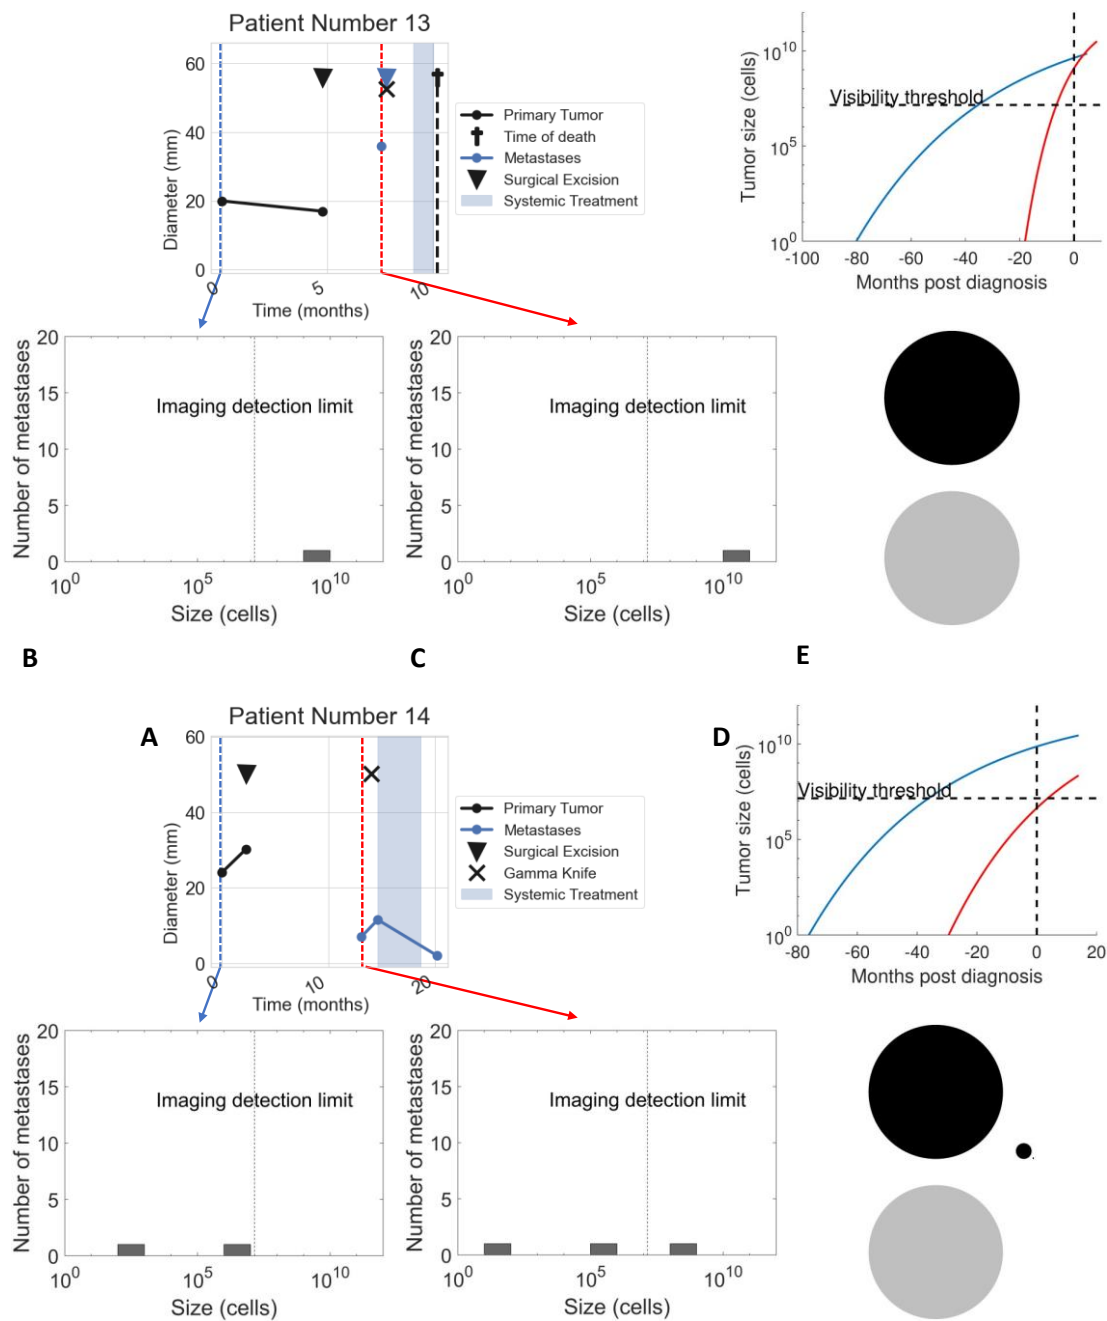 Patient Number 13
Diameter (mm)
60
40
20
0
0
5
10
Time (months)
Primary Tumor
Time of death
Metastases
Surgical Excision
Systemic Treatment
Tumor size (cells)
10^10
10^5
10^0
Visibility threshold
-100
-80
-60
-40
-20
0
Months post diagnosis
Number of metastases
20
15
10
5
0
Imaging detection limit
10^0
10^5
10^10
Size (cells)
Number of metastases
20
15
10
5
0
Imaging detection limit
10^0
10^5
10^10
Size (cells)
B
C
E
Patient Number 14
A
Diameter (mm)
60
40
20
0
0
10
20
Time (months)
Primary Tumor
Metastases
Surgical Excision
Gamma Knife
Systemic Treatment
D
Tumor size (cells)
10^10
10^5
10^0
Visibility threshold
-80
-60
-40
-20
0
20
Months post diagnosis
Number of metastases
20
15
10
5
0
Imaging detection limit
10^0
10^5
10^10
Size (cells)
Number of metastases
20
15
10
5
0
Imaging detection limit
10^0
10^5
10^10
Size (cells)